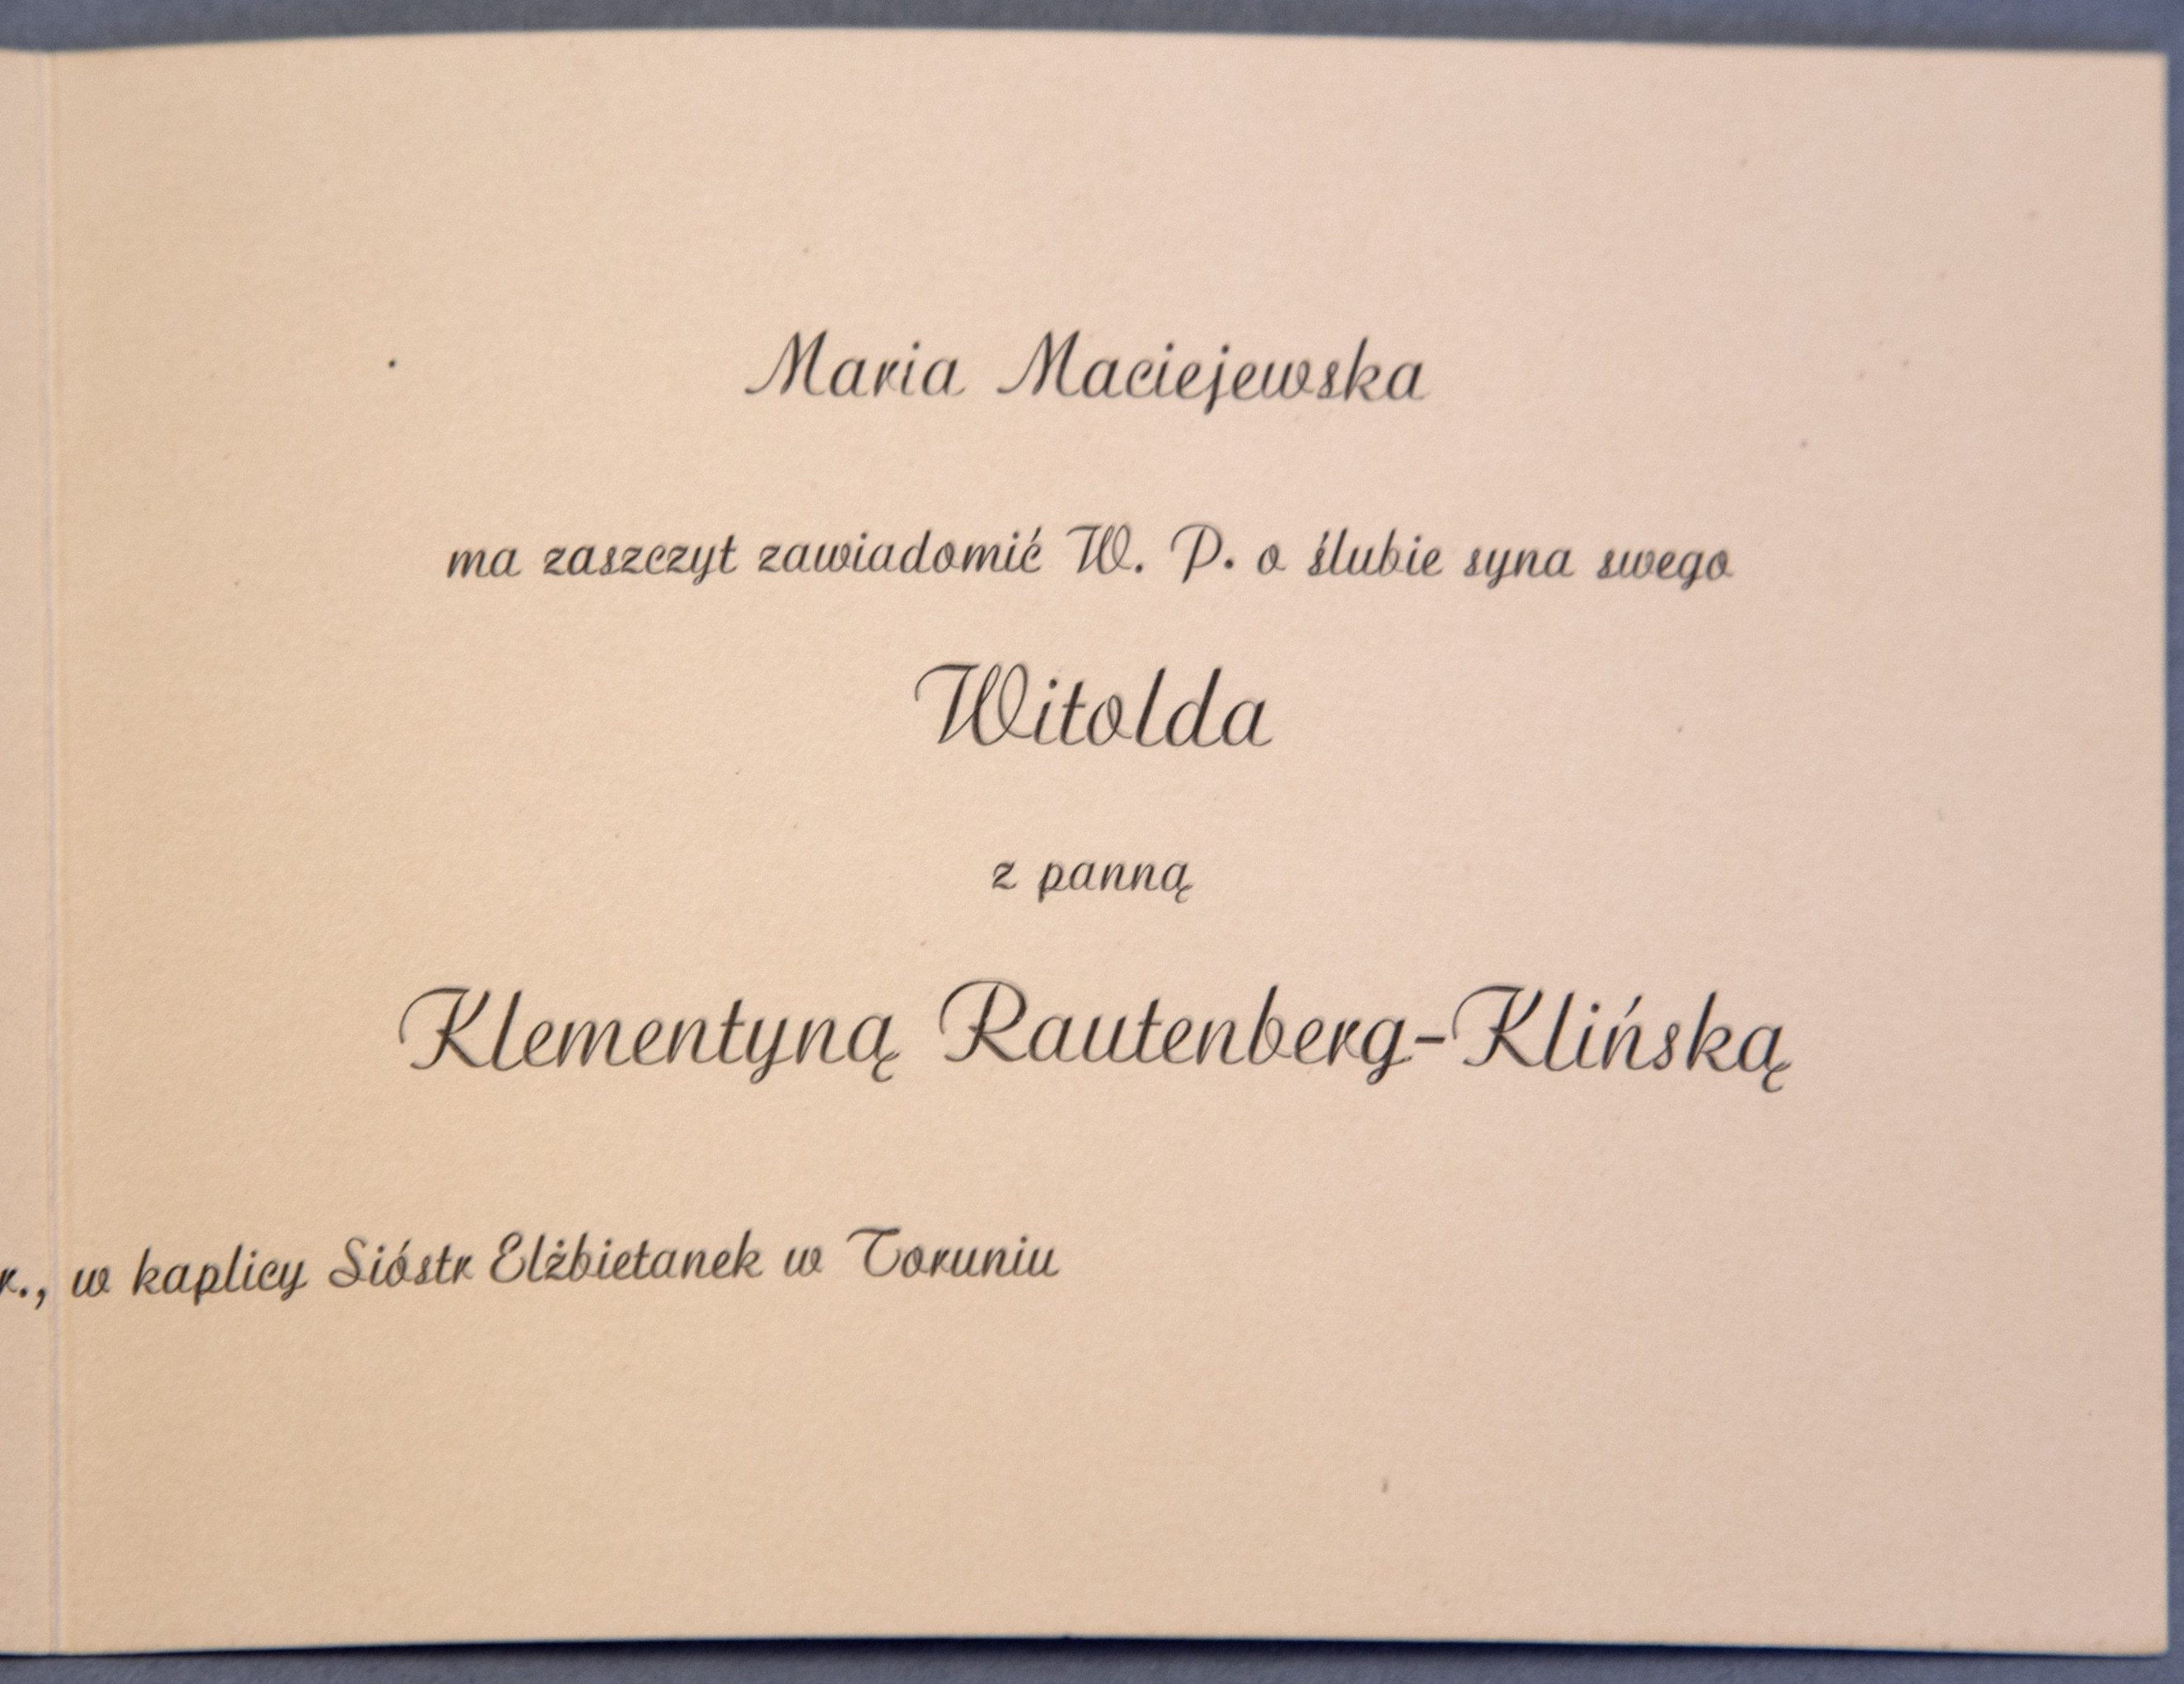 Maria Maciejewska
ma zaszczyt zawiadomić W. P. o ślubie syna swego
Witolda
z panną
Klementyną Rautenberg-Klińską
r., w kaplicy Sióstr Elżbietanek w Toruniu